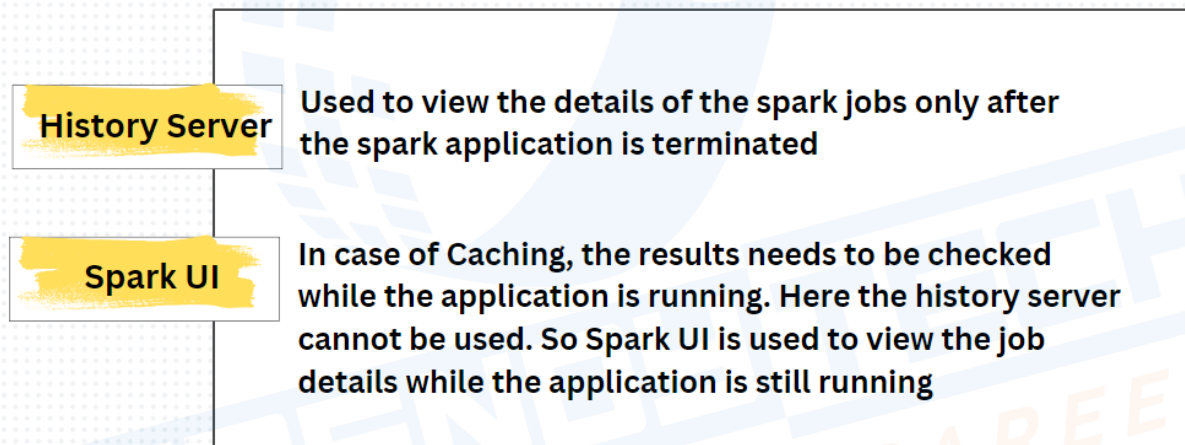 History Server
Used to view the details of the spark jobs only after
the spark application is terminated
Spark UI
In case of Caching, the results needs to be checked
while the application is running. Here the history server
cannot be used. So Spark UI is used to view the job
details while the application is still running